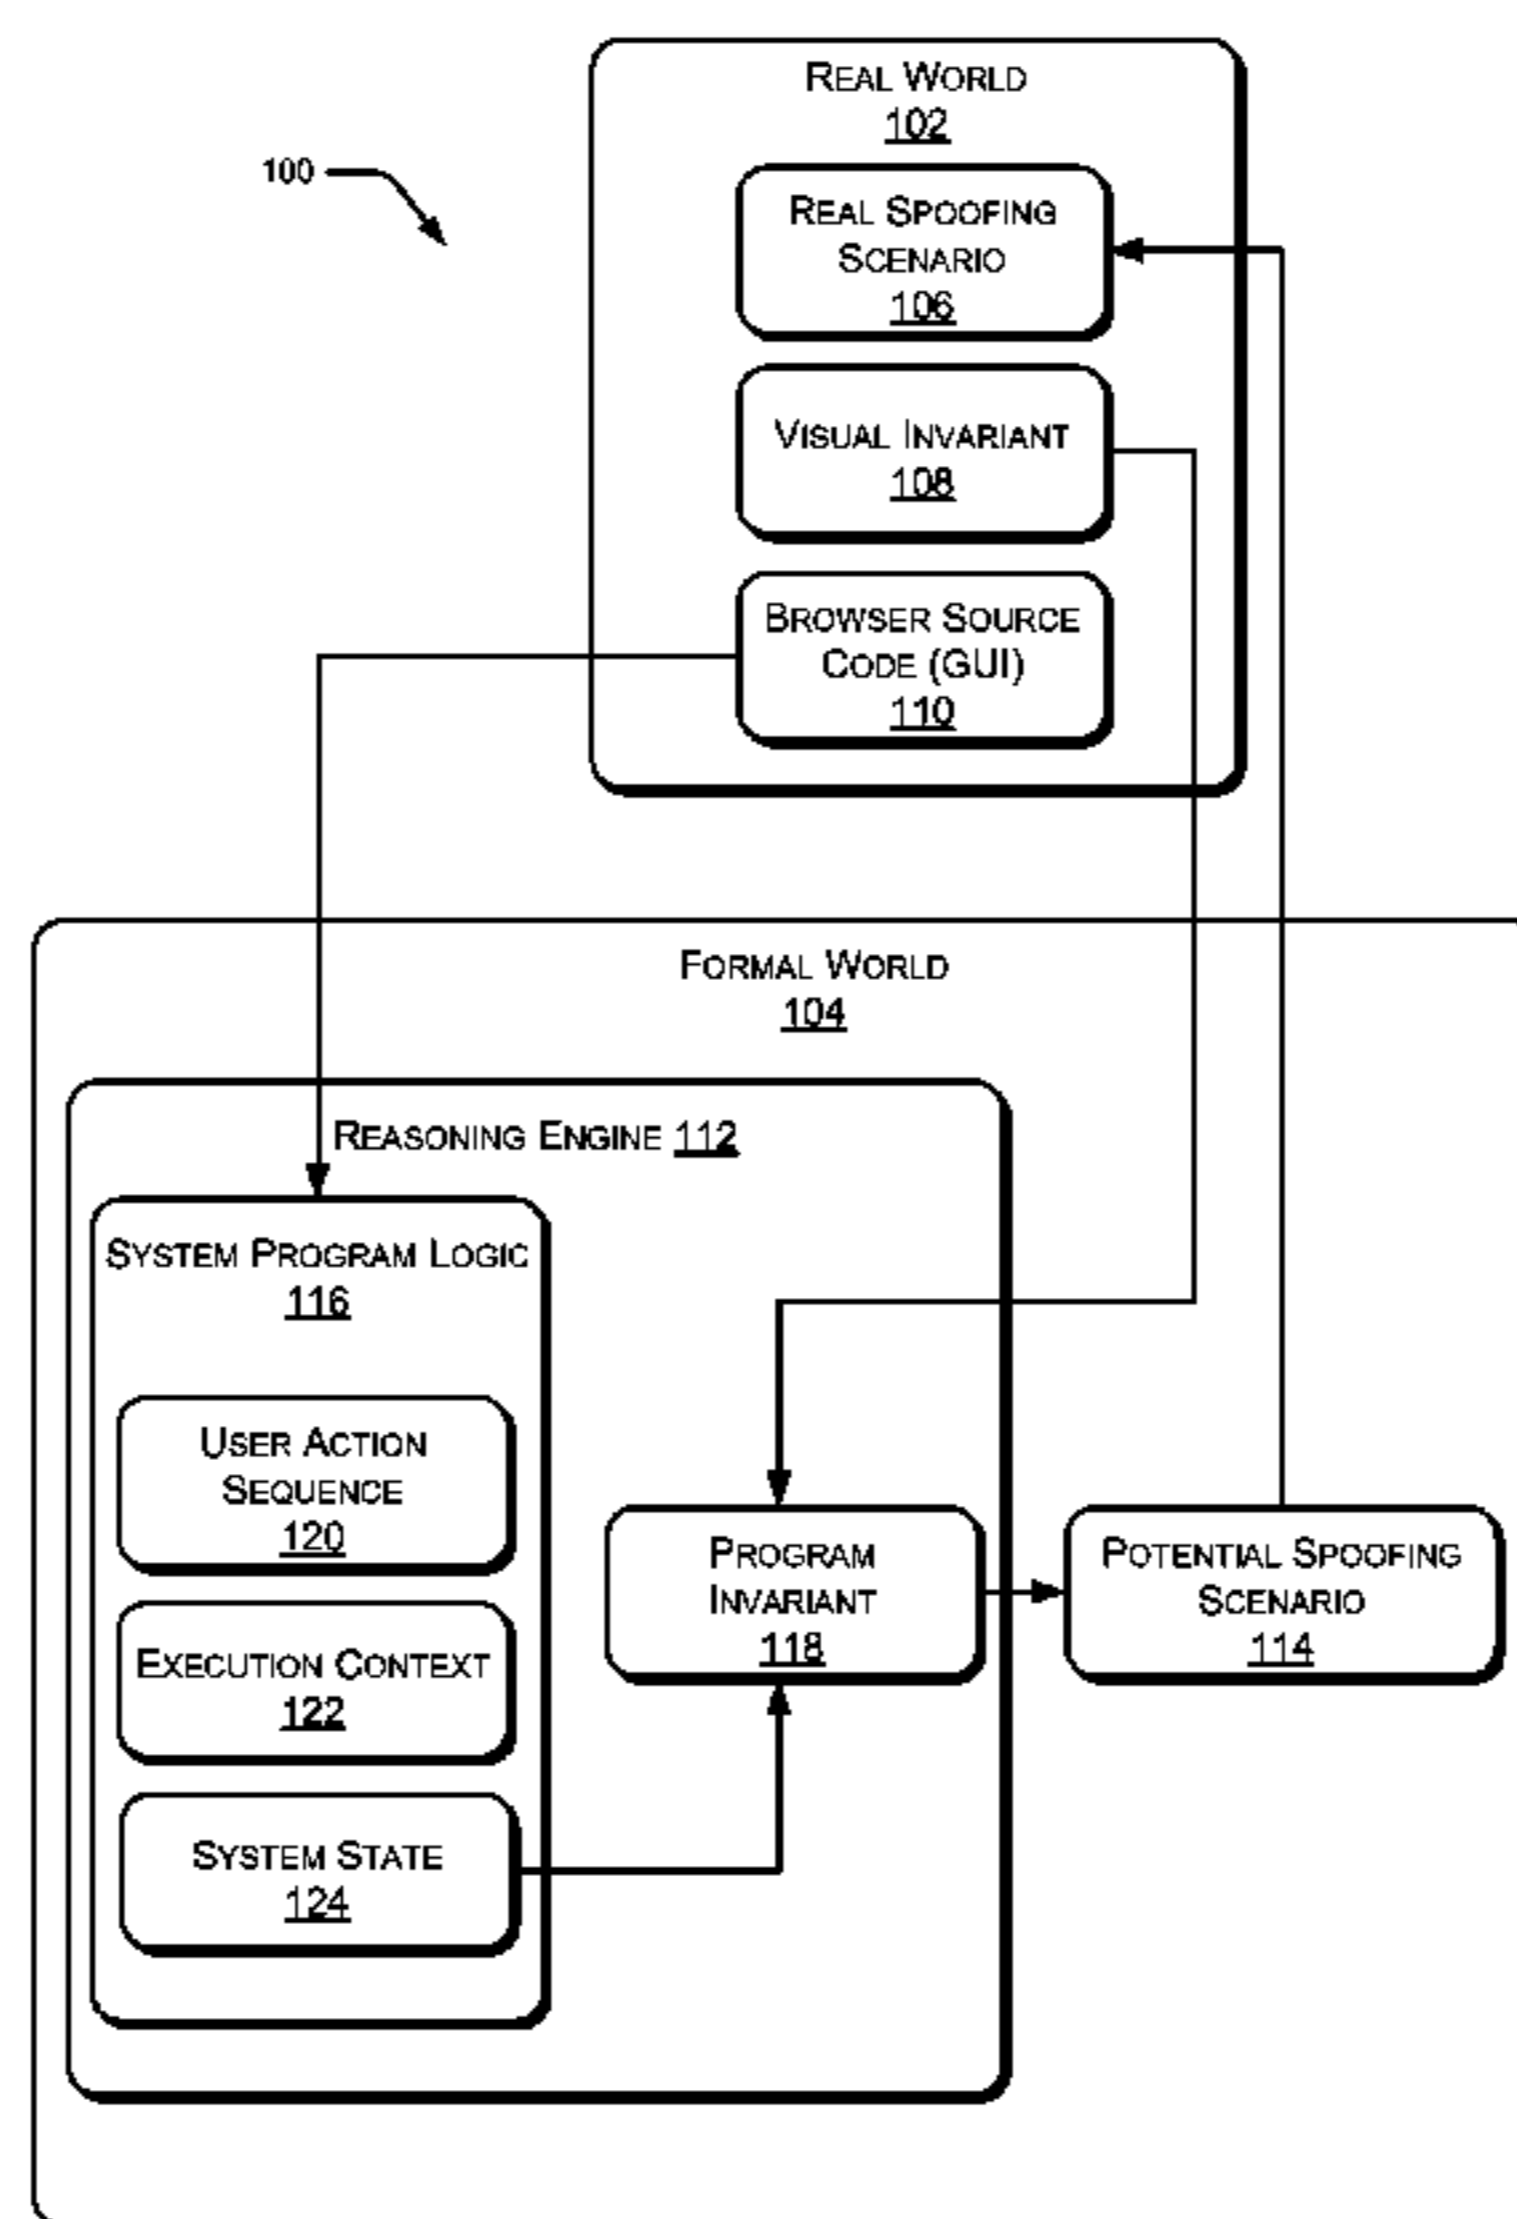 REAL WORLD
102
100
REAL SPOOFING
SCENARIO
106
VISUAL INVARIANT
108
BROWSER SOURCE
CODE (GUI)
110
FORMAL WORLD
104
REASONING ENGINE 112
SYSTEM PROGRAM LOGIC
116
USER ACTION
SEQUENCE
120
EXECUTION CONTEXT
122
SYSTEM STATE
124
PROGRAM
INVARIANT
118
POTENTIAL SPOOFING
SCENARIO
114